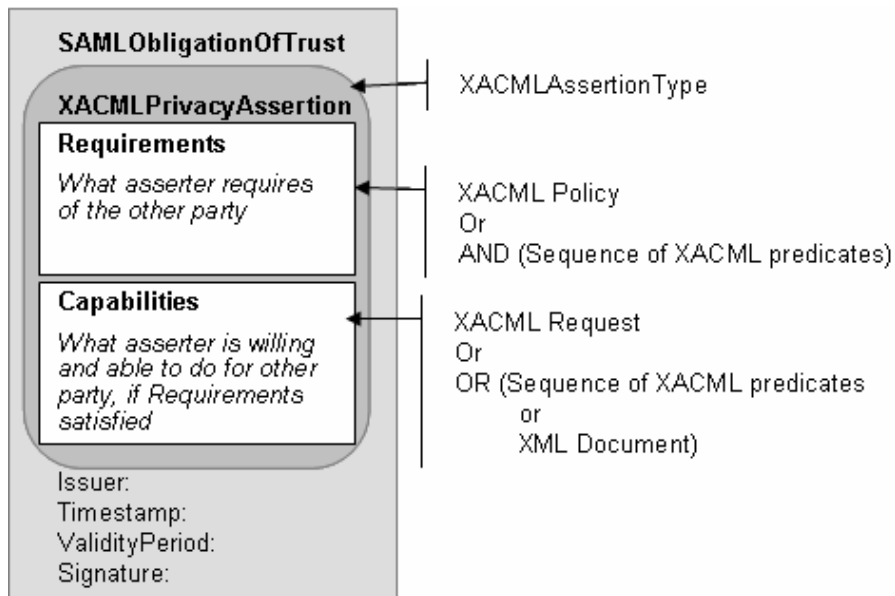 SAMLObligationOfTrust
XACMLPrivacyAssertion
Requirements
What asserter requires
of the other party
Capabilities
What asserter is willing
and able to do for other
party, if Requirements
satisfied
Issuer:
Timestamp:
ValidityPeriod:
Signature:
XACMLAssertionType
XACML Policy
Or
AND (Sequence of XACML predicates)
XACML Request
Or
OR (Sequence of XACML predicates
or
XML Document)